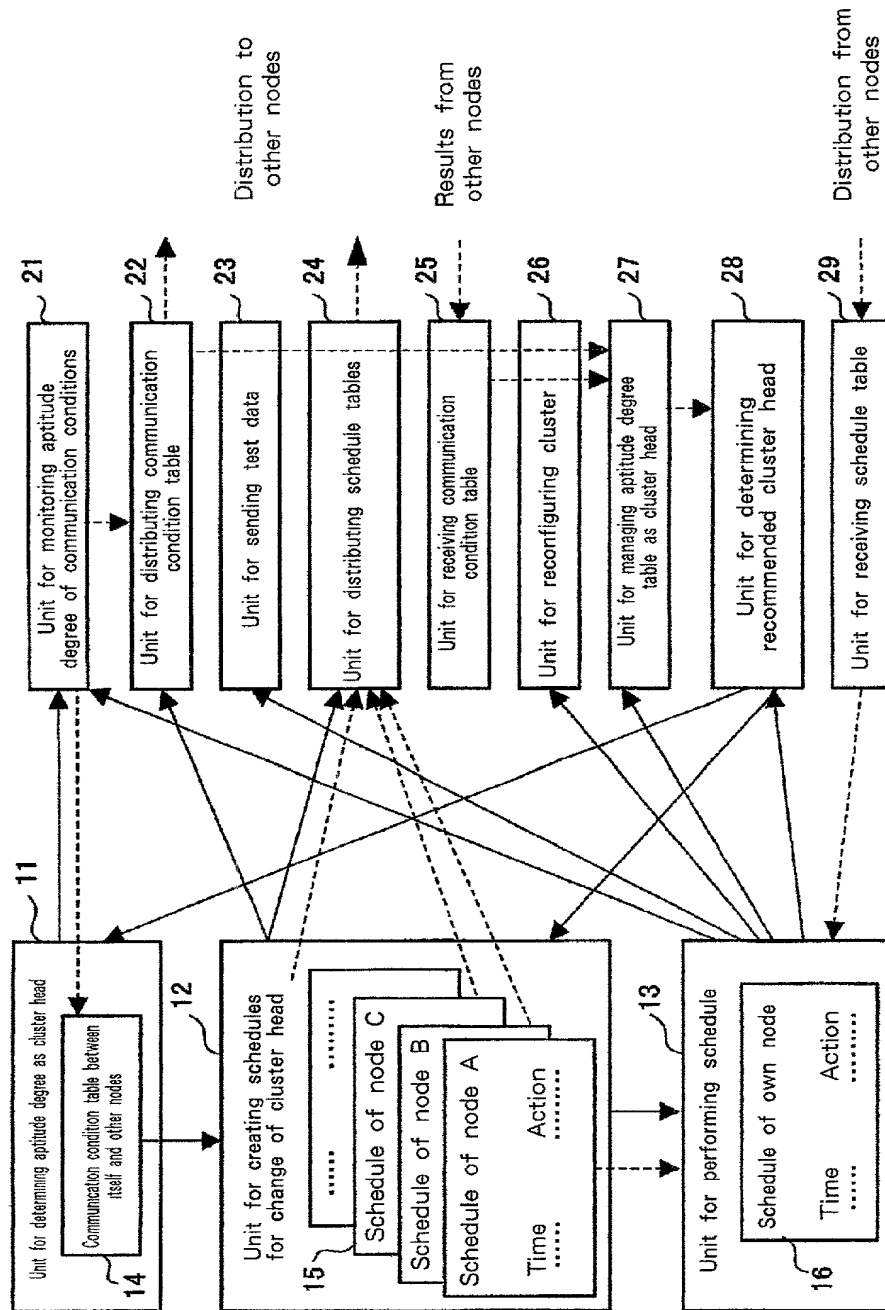 11
Unit for determining aptitude degree as cluster head
Communication condition table between
itself and other nodes
14
12
Unit for creating schedules
for change of cluster head
15
Schedule of node C
Schedule of node B
Schedule of node A
Time Action
13
Unit for performing schedule
Schedule of own node
Time Action
16
21
Unit for monitoring aptitude
degree of communication conditions
22
Unit for distributing communication
condition table
23
Unit for sending test data
24
Unit for distributing schedule tables
25
Unit for receiving communication
condition table
26
Unit for reconfiguring cluster
27
Unit for managing aptitude degree
table as cluster head
28
Unit for determining
recommended cluster head
29
Unit for receiving schedule table
Distribution to
other nodes
Results from
other nodes
Distribution from
other nodes